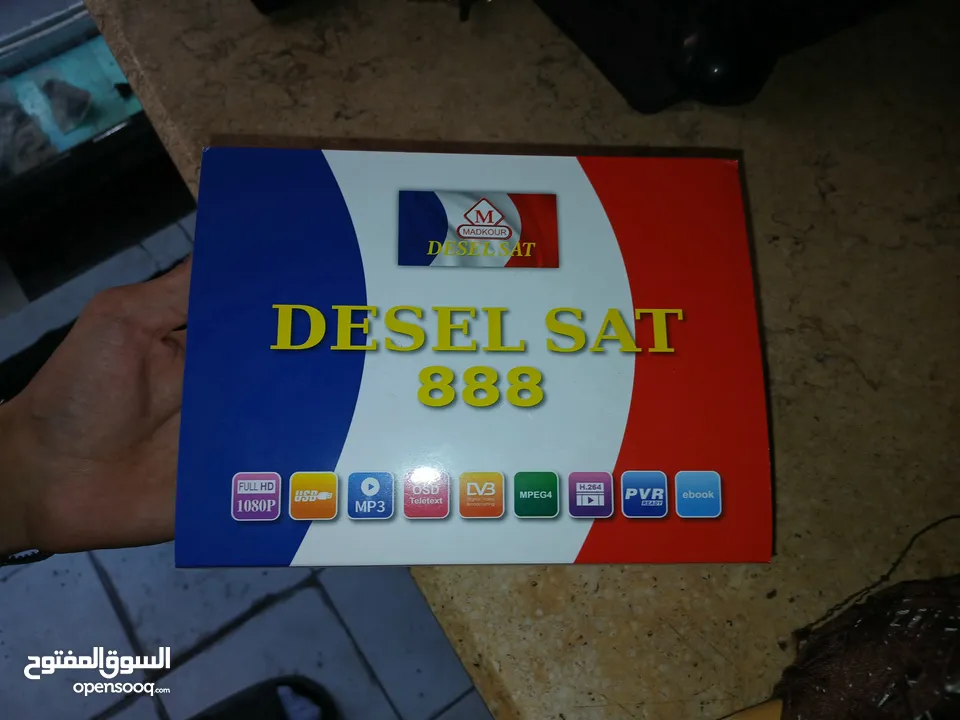 M
MADKOUR
DESEL SAT
DESEL SAT
888
FULL HD
1080P
USB
MP3
OSD
Teletext
DVB
MPEG4
H.264
PVR
READY
ebook
السوق المفتوح
opensooq.com